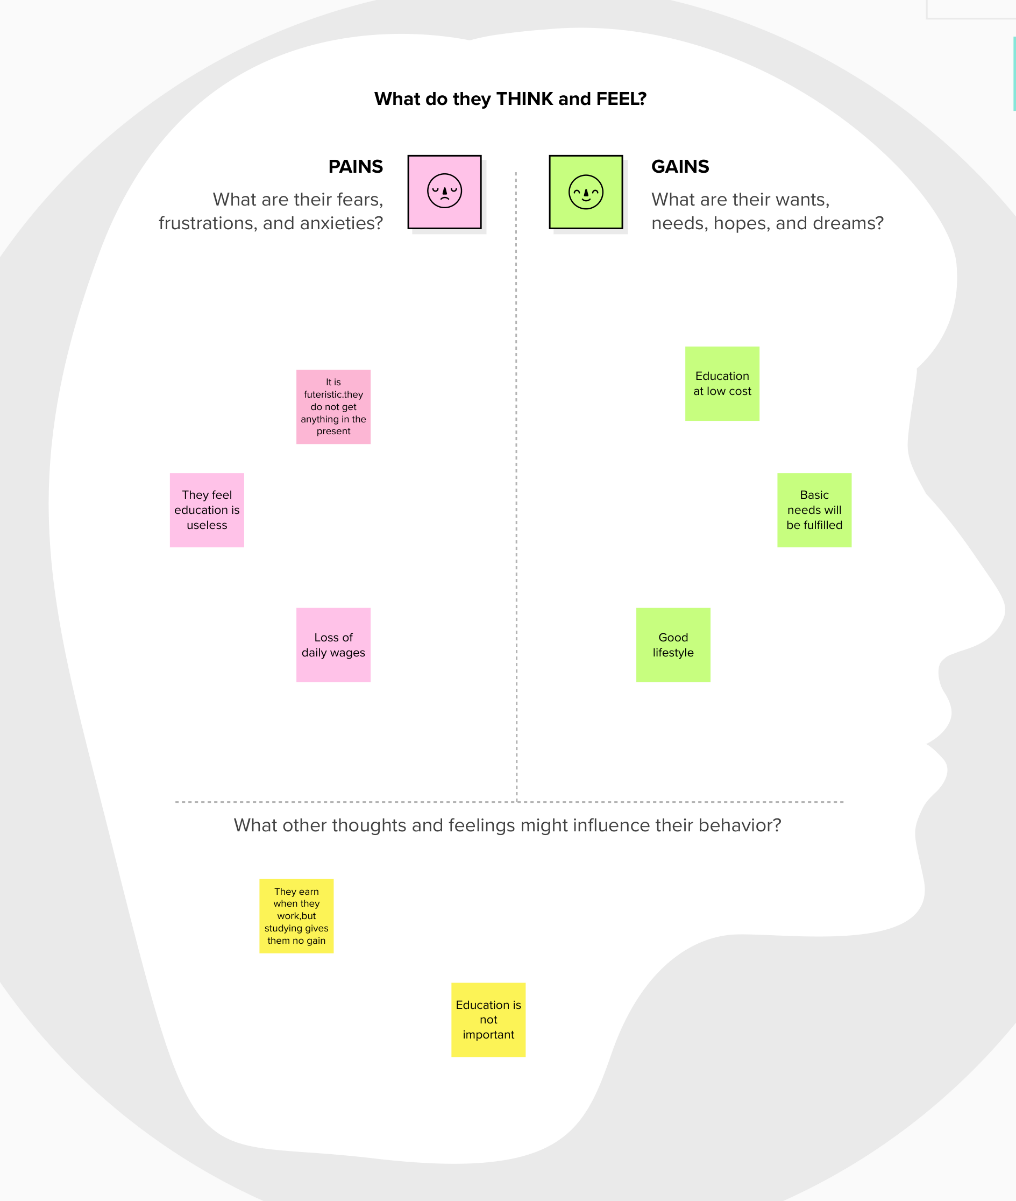 What do they THINK and FEEL?
PAINS
What are their fears,
frustrations, and anxieties?
GAINS
What are their wants,
needs, hopes, and dreams?
It is
futeristic.they
do not get
anything in the
present
Education
at low cost
They feel
education is
useless
Basic
needs will
be fulfilled
Loss of
daily wages
Good
lifestyle
What other thoughts and feelings might influence their behavior?
They earn
when they
work,but
studying gives
them no gain
Education is
not
important